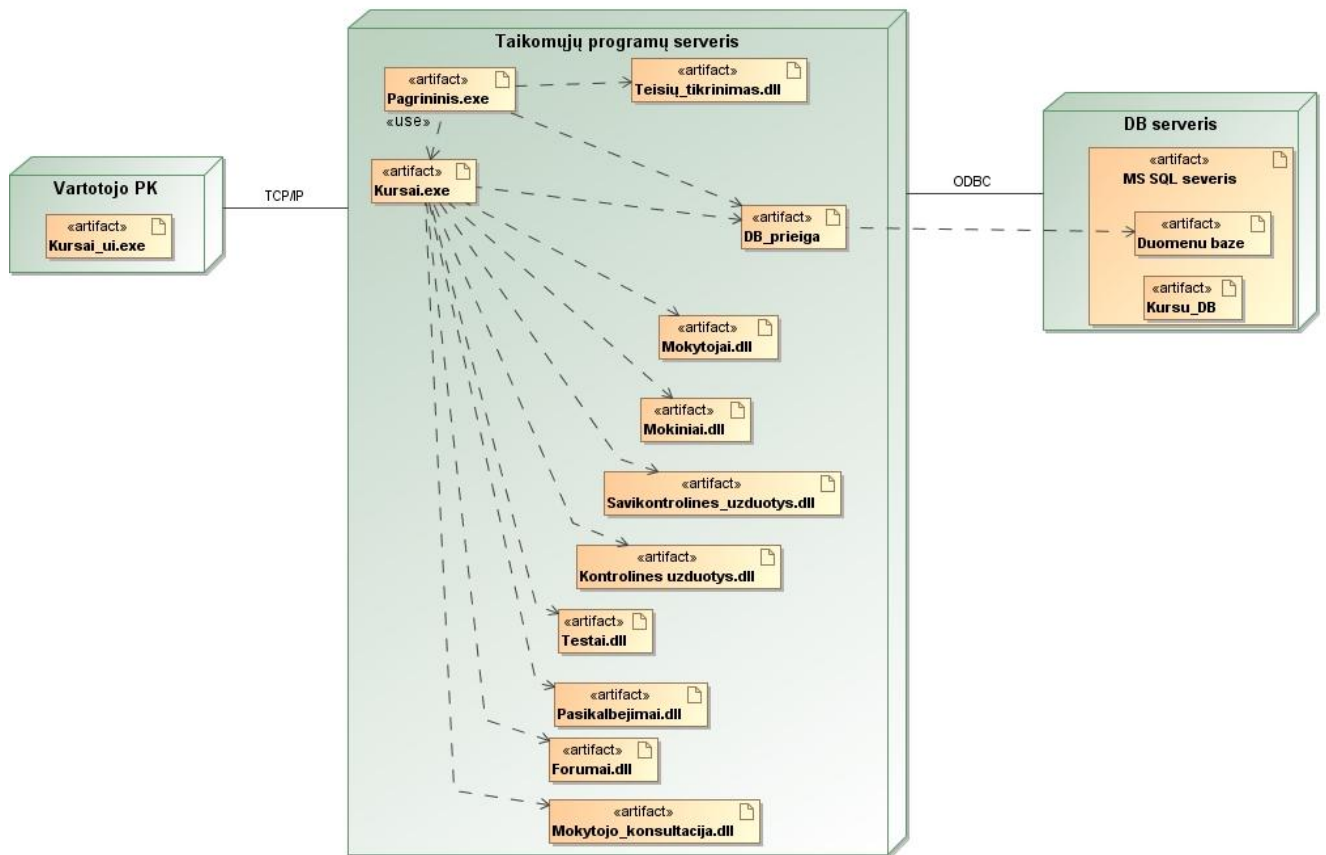 Taikomųjų programų serveris
«artifact»
Pagrininis.exe
«artifact»
Teisių_tikrinimas.dll
«use»
«artifact»
Kursai.exe
«artifact»
DB_prieiga
«artifact»
Mokytojai.dll
«artifact»
Mokiniai.dll
«artifact»
Savikontrolines_uzduotys.dll
«artifact»
Kontrolines uzduotys.dll
«artifact»
Testai.dll
«artifact»
Pasikalbejimai.dll
«artifact»
Forumai.dll
«artifact»
Mokytojo_konsultacija.dll
Vartotojo PK
«artifact»
Kursai_ui.exe
TCP/IP
ODBC
DB serveris
«artifact»
MS SQL severis
«artifact»
Duomenu baze
«artifact»
Kursu_DB